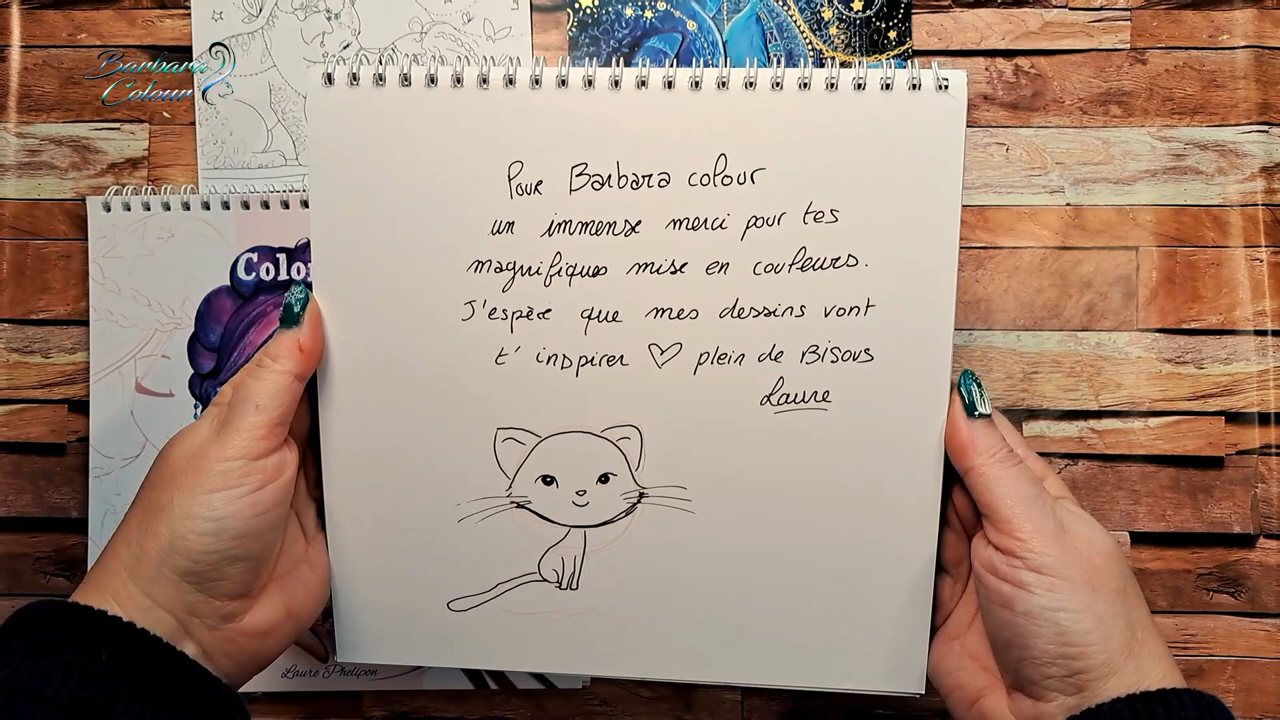 Barbara
Colour
Colo
Pour Barbara colour
un immense merci pour tes
magnifiques mise en couleurs.
J'espère que mes dessins vont
t'inspirer ♡ plein de Bisous
Laure
Laure Phelipon